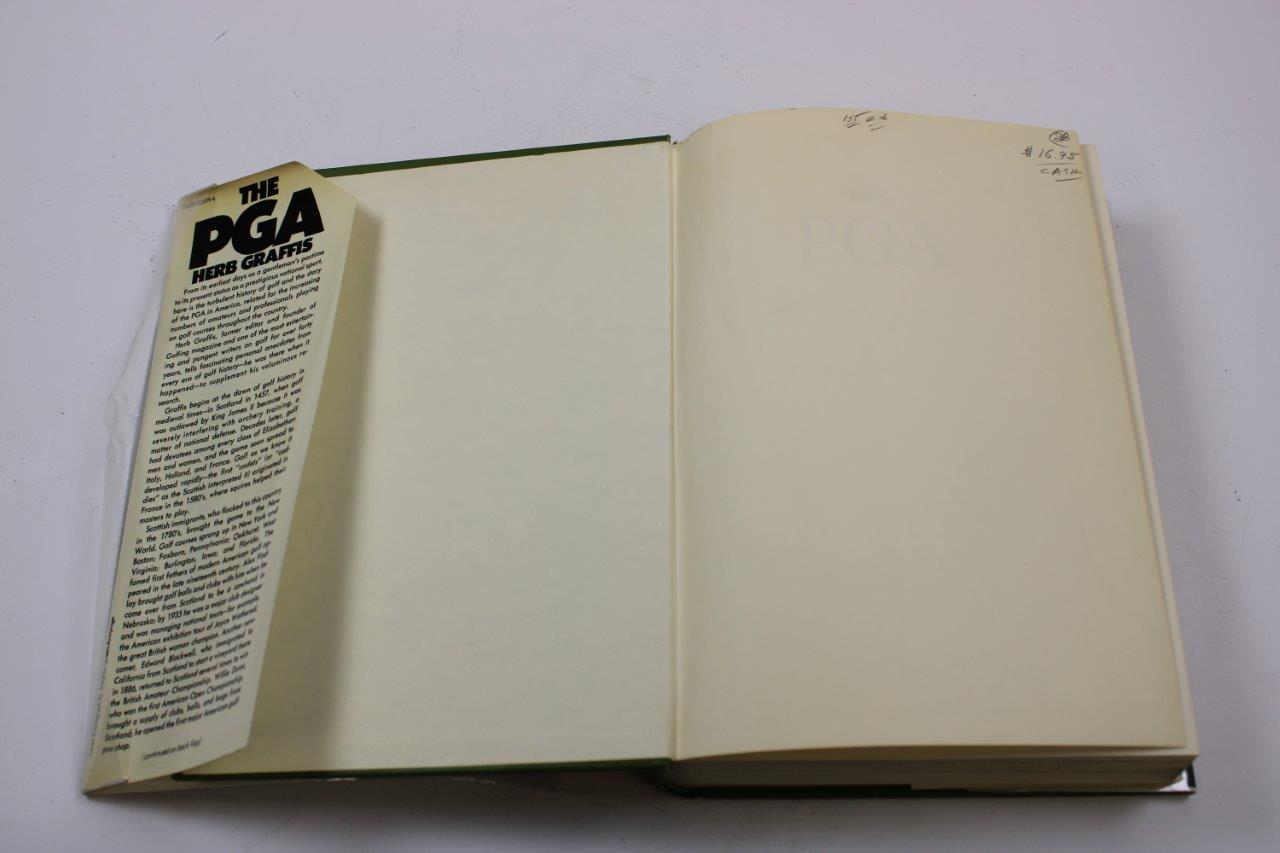 THE
PGA
HERB GRAFFIS
From its earliest days as a gentleman's pastime
to its present status as a prestigious national sport,
here is the turbulent history of golf and the story
of the PGA in America, related for the increasing
numbers of amateurs and professionals playing
on golf courses throughout the country.
Herb Graffis, former editor and founder of
Golfing magazine and one of the most entertain-
ing and pungent writers on golf for over forty
years, tells fascinating personal anecdotes from
every era of golf history—he was there when it
happened—to supplement his voluminous re-
search.
Graffis begins at the dawn of golf history in
medieval times—in Scotland in 1457, when golf
was outlawed by King James II because it was
severely interfering with archery training, a
matter of national defense. Decades later, golf
had devotees among every class of Elizabethan
men and women, and the game soon spread to
Italy, Holland, and France. Golf as we know it
developed rapidly—the first "cadets" (or "cad-
dies" as the Scottish interpreted it) originated in
France in the 1580's, where squires helped their
masters to play.
Scottish immigrants, who flocked to this country
in the 1780's, brought the game to the New
World. Golf courses sprang up in New York and
Boston; Foxboro, Pennsylvania; Oakhurst, West
Virginia; Burlington, Iowa; and Florida. The
famed first fathers of modern American golf ap-
peared in the late nineteenth century. Alex Find-
lay brought golf balls and clubs with him when he
came over from Scotland to be a cowhand in
Nebraska; by 1935 he was a major club designer
and was managing national tours—for example,
the American exhibition tour of Joyce Wethered,
the great British woman champion. Another new-
comer, Edward Blackwell, who immigrated to
California from Scotland to start a vineyard there
in 1886, returned to Scotland several times to win
the British Amateur Championship. Willie Dunn,
who won the first American Open Championship,
brought a supply of clubs, balls, and bags from
Scotland; he opened the first major American golf
pro shop.
(continued on back flap)
PGA
1ST
$16.95
CASH